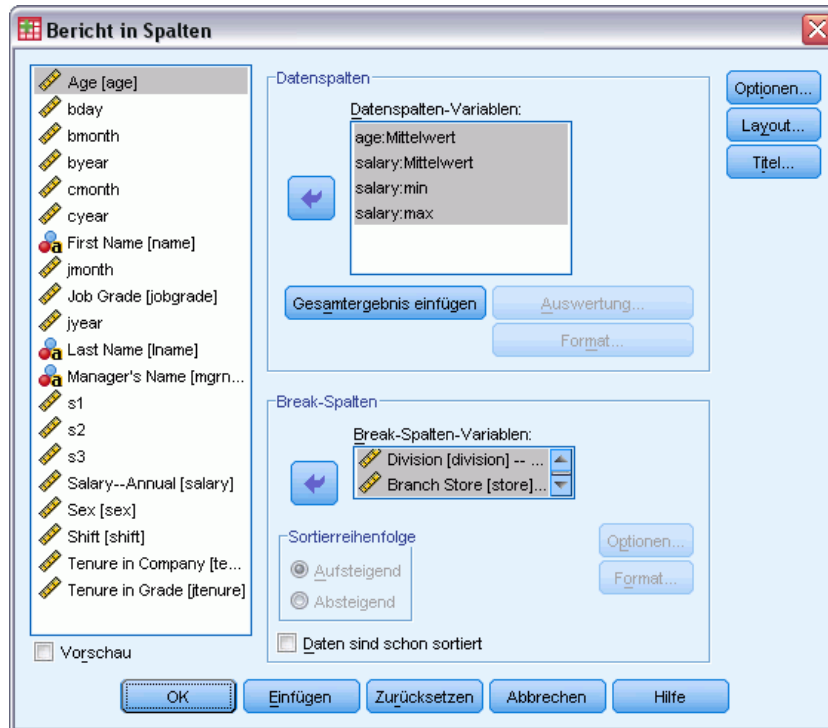 Bericht in Spalten
Age [age]
bday
bmonth
byear
cmonth
cyear
First Name [name]
jmonth
Job Grade [jobgrade]
jyear
Last Name [lname]
Manager's Name [mgrn...
s1
s2
s3
Salary--Annual [salary]
Sex [sex]
Shift [shift]
Tenure in Company [te...
Tenure in Grade [jtenure]
Vorschau
Datenspalten
Datenspalten-Variablen:
age:Mittelwert
salary:Mittelwert
salary:min
salary:max
Gesamtergebnis einfügen
Auswertung...
Format...
Break-Spalten
Break-Spalten-Variablen:
Division [division] -- ...
Branch Store [store]...
Sortierreihenfolge
Aufsteigend
Absteigend
Optionen...
Format...
Daten sind schon sortiert
Optionen...
Layout...
Titel...
OK
Einfügen
Zurücksetzen
Abbrechen
Hilfe